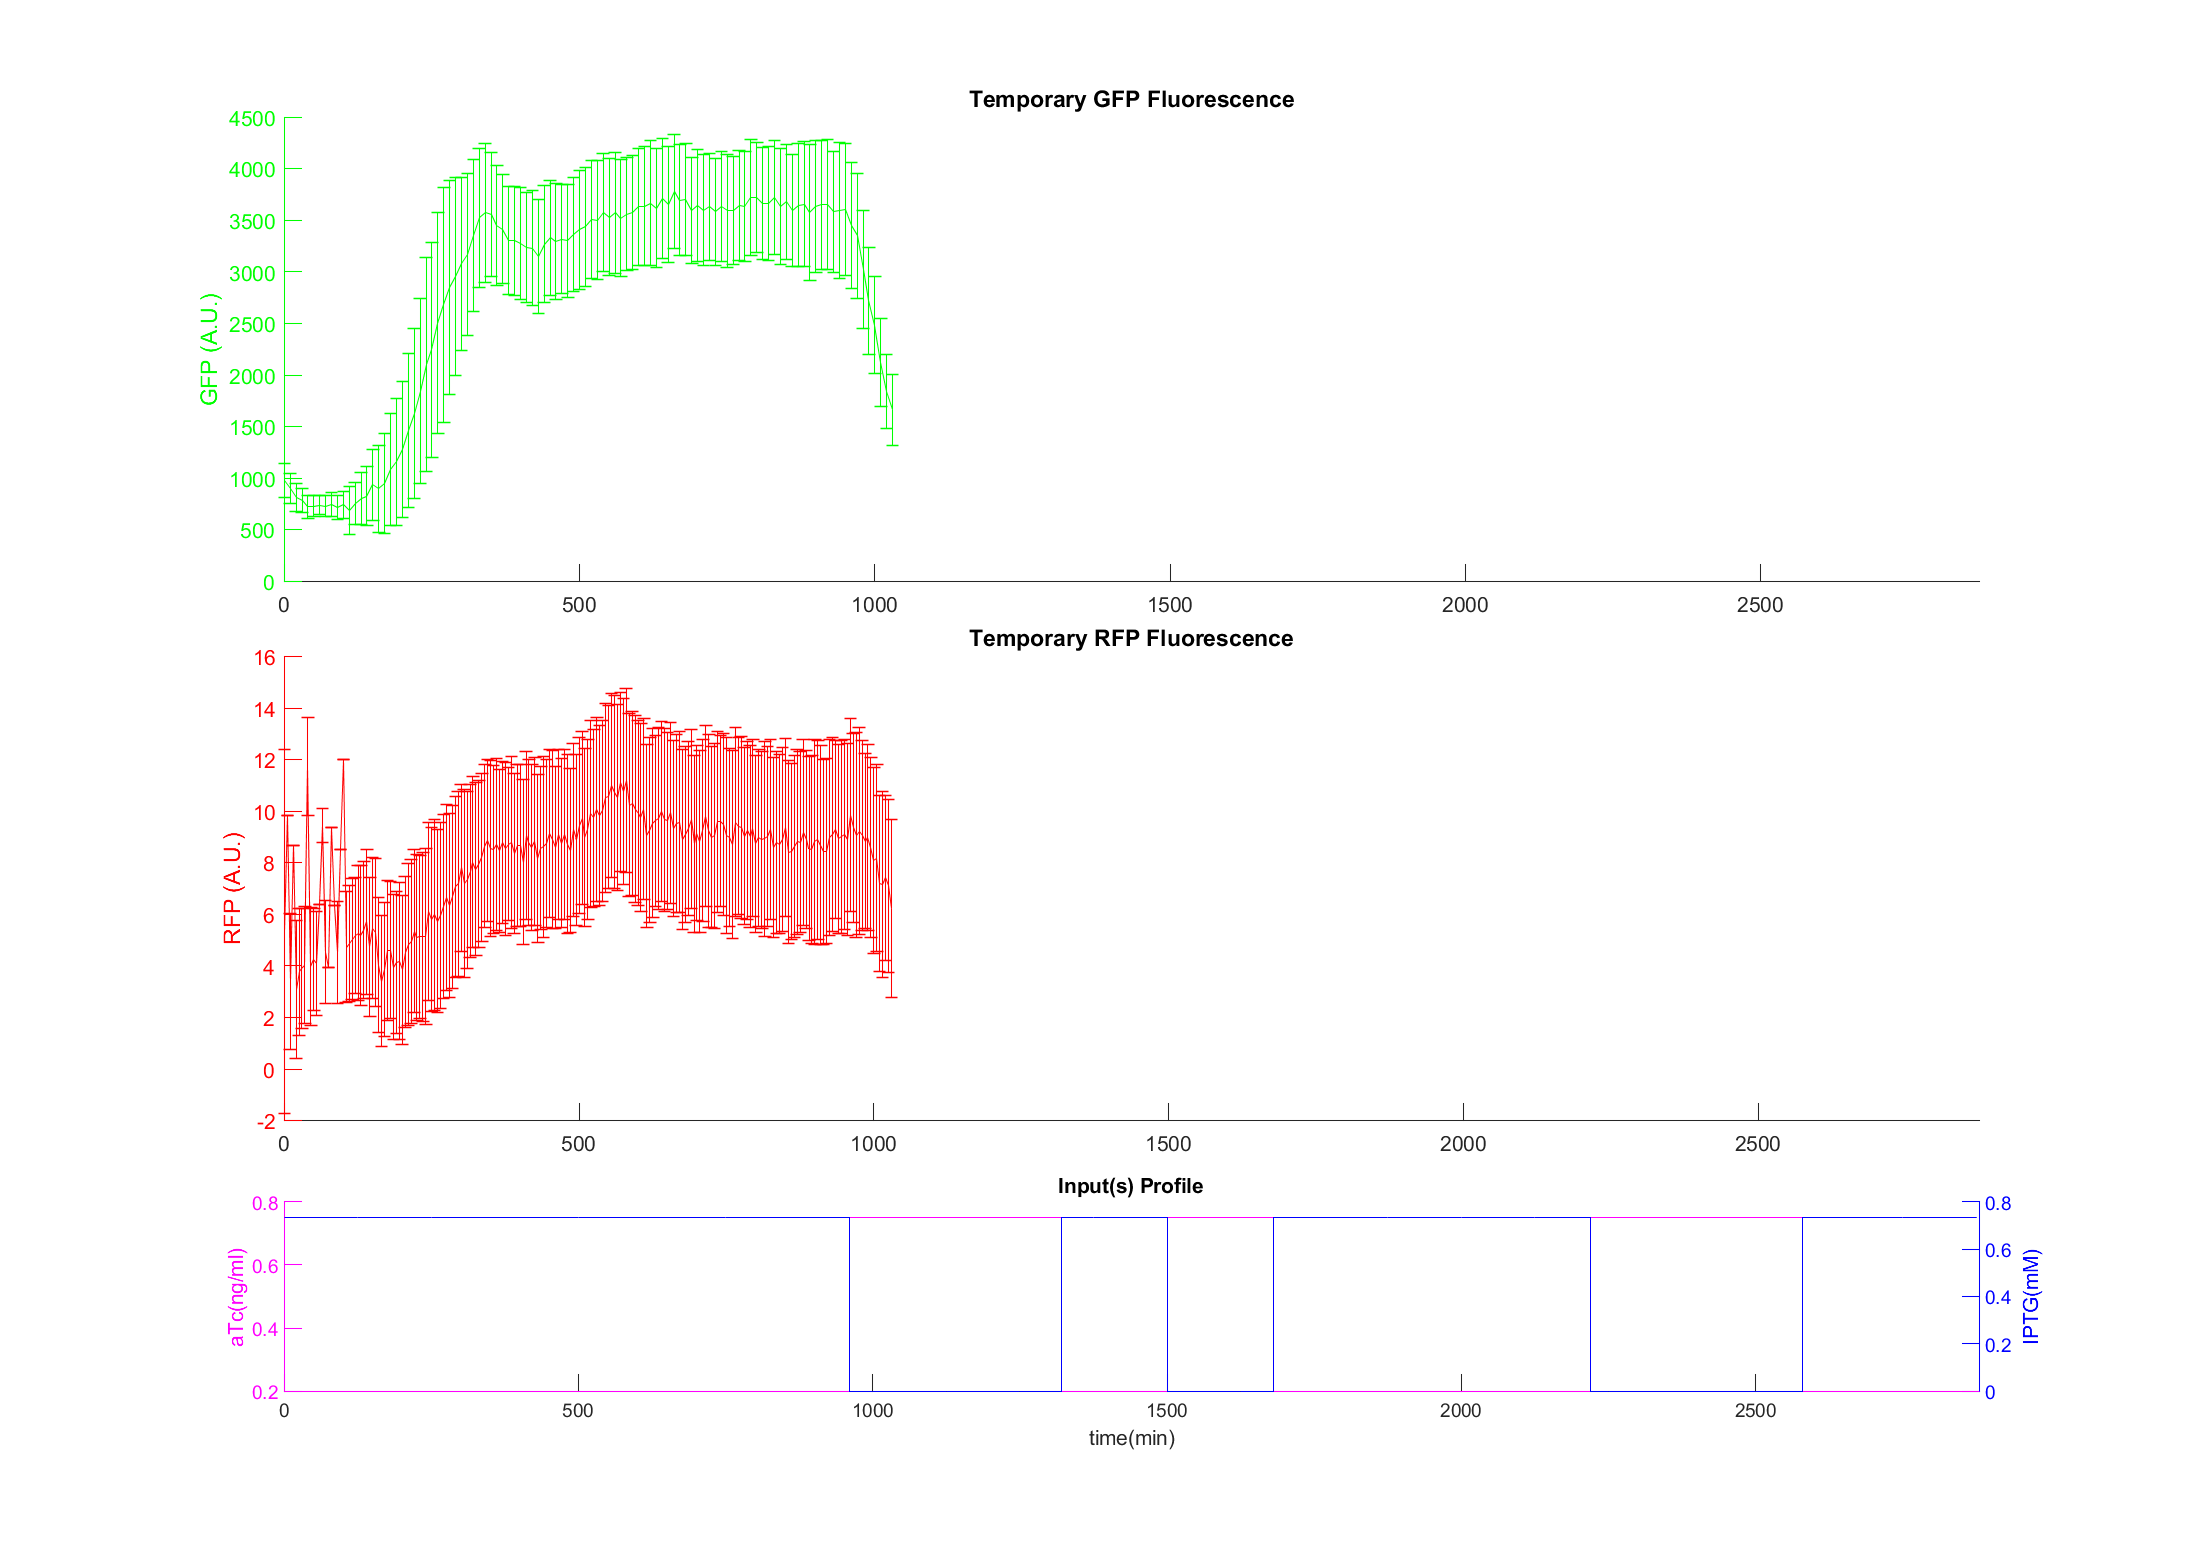 Temporary GFP Fluorescence
4500
4000
3500
3000
2500
2000
1500
1000
500
0
GFP (A.U.)
0 500 1000 1500 2000 2500
Temporary RFP Fluorescence
16
14
12
10
8
6
4
2
0
-2
RFP (A.U.)
0 500 1000 1500 2000 2500
Input(s) Profile
0.8
0.6
0.4
0.2
aTc(ng/ml)
0.8
0.6
0.4
0.2
0
IPTG(mM)
0 500 1000 1500 2000 2500
time(min)